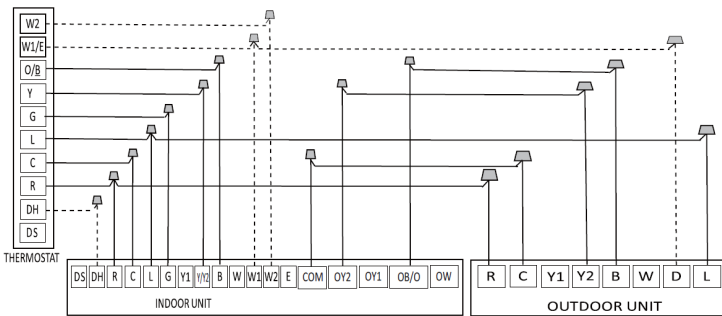 W2
W1/E
O/B
Y
G
L
C
R
DH
DS
THERMOSTAT
DS DH R C L G Y1 Y/Y2 B W W1 W2 E COM OY2 OY1 OB/O OW
INDOOR UNIT
R C Y1 Y2 B W D L
OUTDOOR UNIT